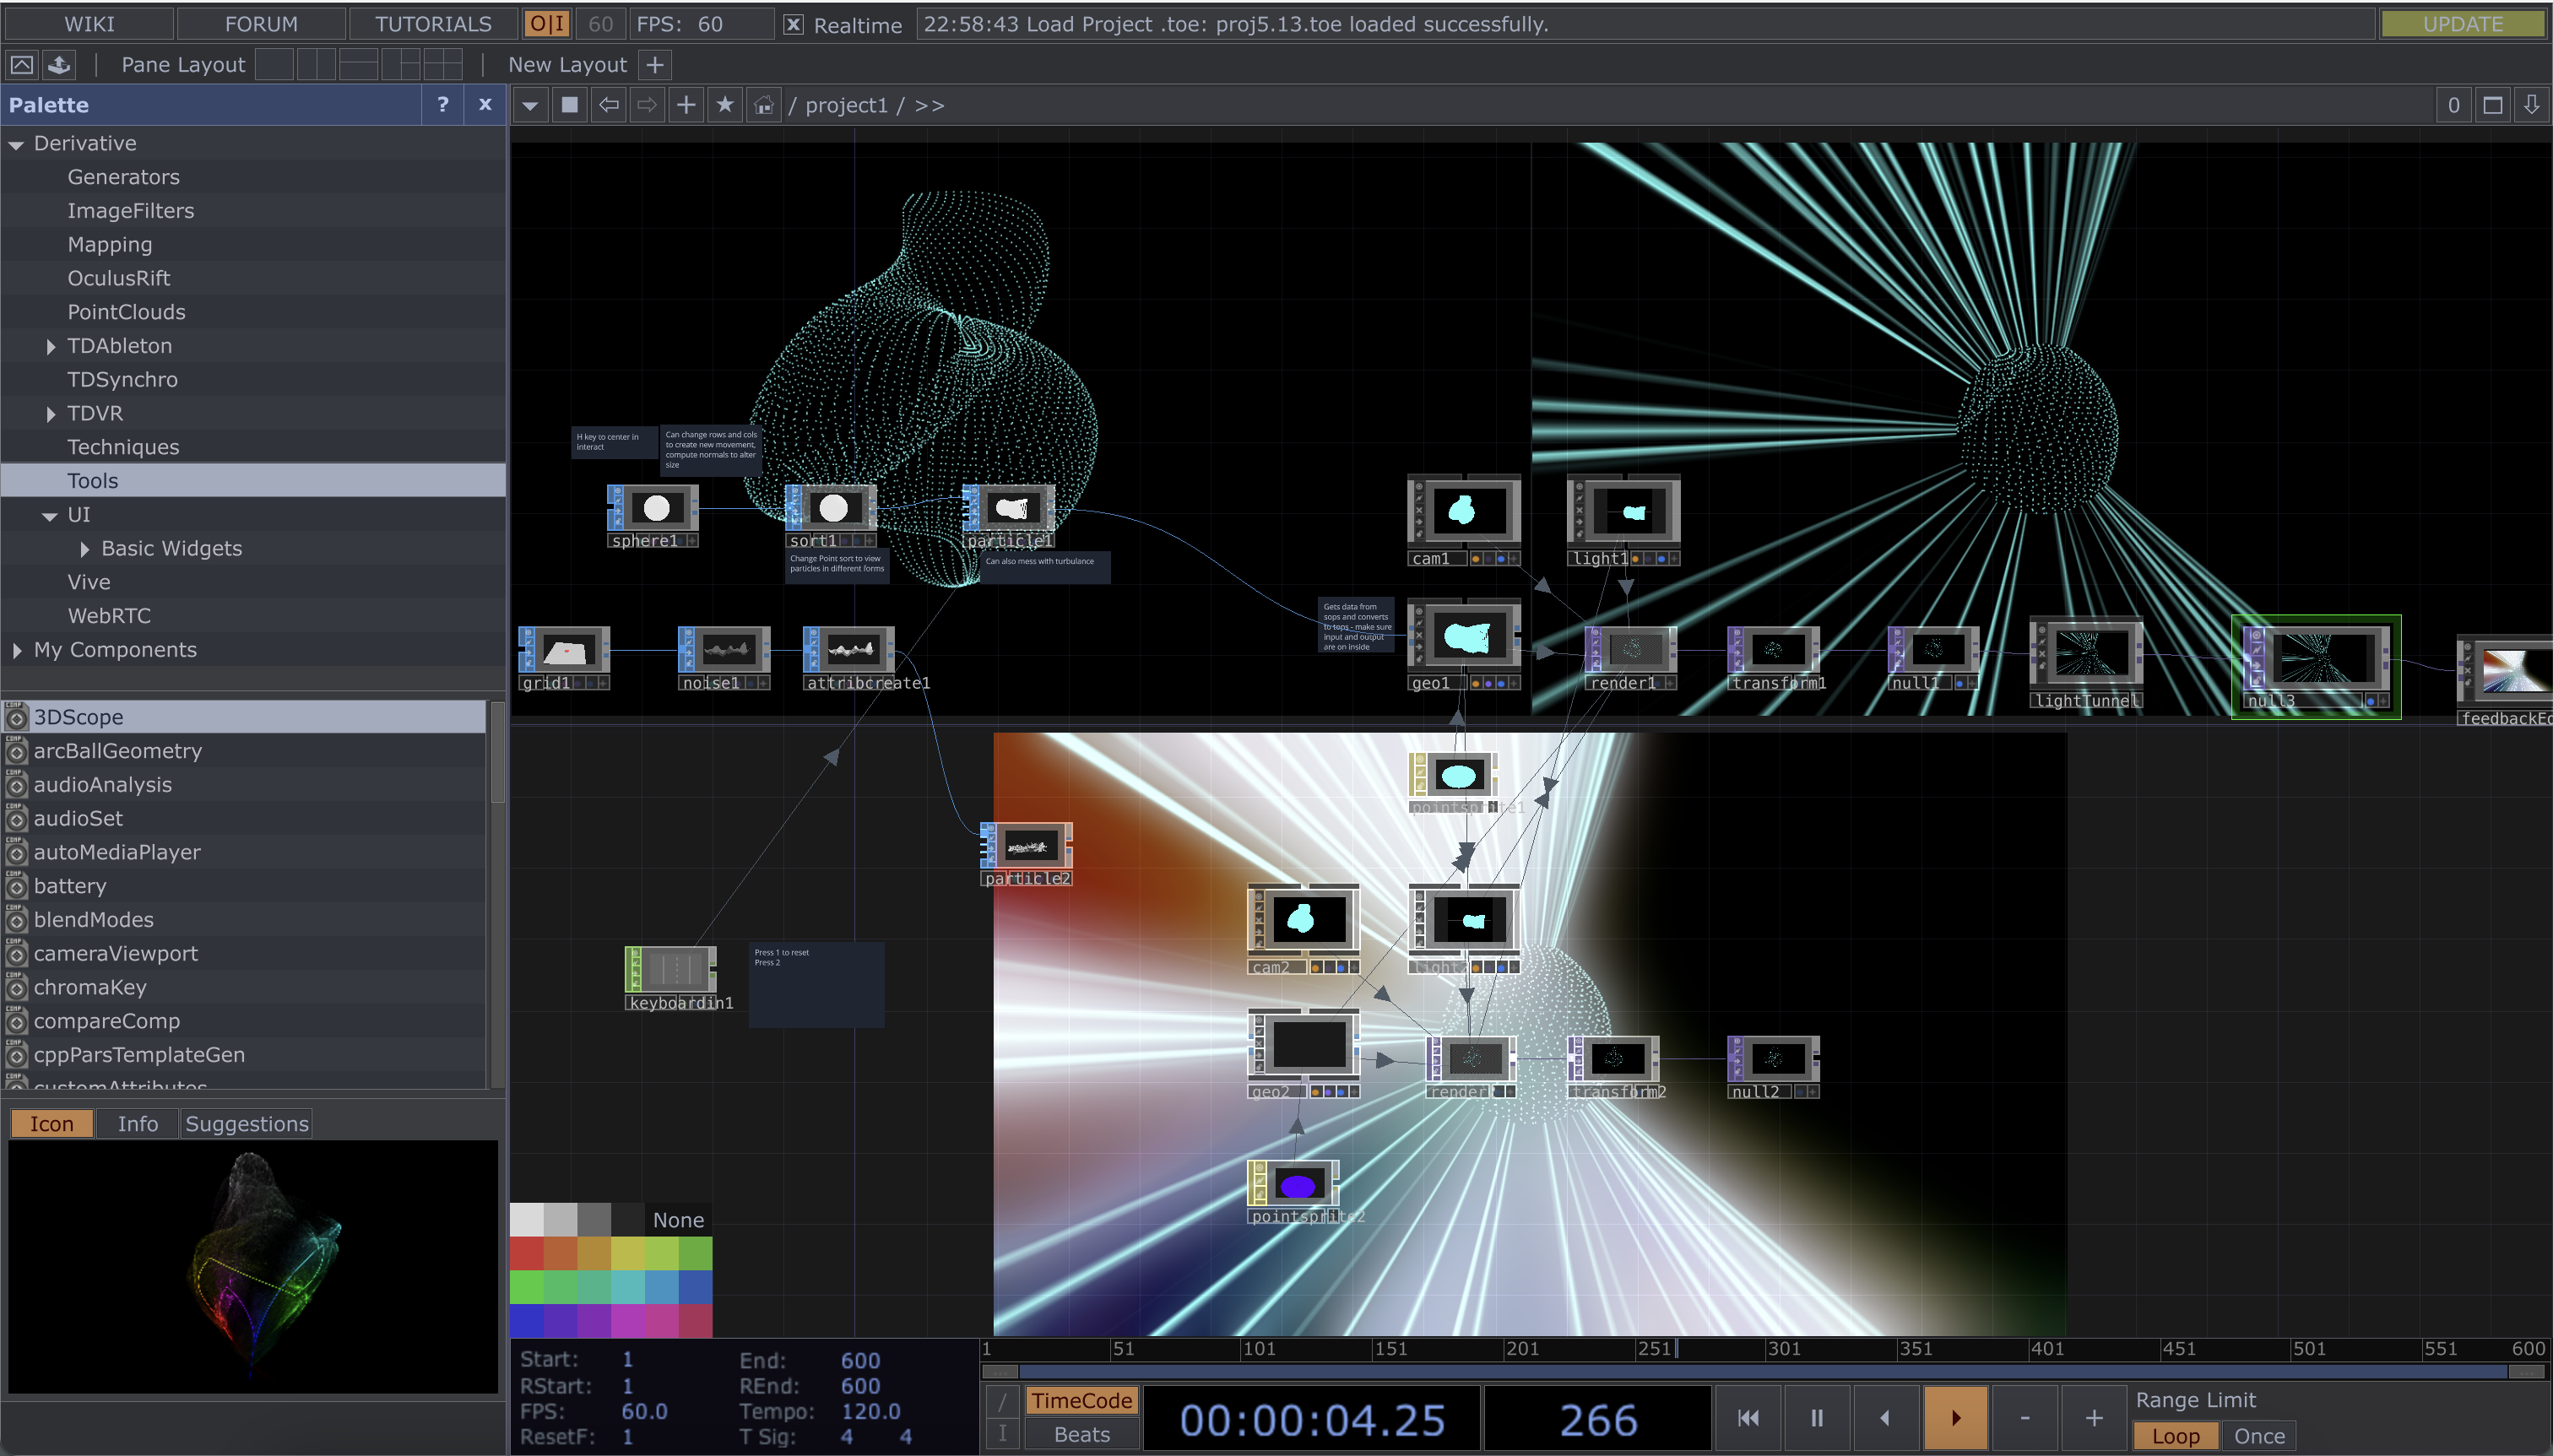 WIKI
FORUM
TUTORIALS
O|I
60
FPS: 60
X Realtime
22:58:43 Load Project .toe: proj5.13.toe loaded successfully.
UPDATE
Pane Layout
New Layout +
Palette
?
x
/ project1 / >>
0
Derivative
Generators
ImageFilters
Mapping
OculusRift
PointClouds
TDAbleton
TDSynchro
TDVR
Techniques
Tools
UI
Basic Widgets
Vive
WebRTC
My Components
3DScope
arcBallGeometry
audioAnalysis
audioSet
autoMediaPlayer
battery
blendModes
cameraViewport
chromaKey
compareComp
cppParsTemplateGen
customAttributes
Icon
Info
Suggestions
H key to center in
interact
Can change rows and cols
to create new movement,
compute normals to alter
size
sphere1
sort1
particle1
Change Point sort to view
particles in different forms
Can also mess with turbulance
cam1
light1
Gets data from
sops and converts
to tops - make sure
input and output
are on inside
grid1
noise1
attribcreate1
geo1
render1
transform1
null1
lightTunnel
null3
feedbackEd
pointsprite1
particle2
cam2
light2
keyboardin1
Press 1 to reset
Press 2
geo2
render2
transform2
null2
pointsprite2
None
Start: 1
End: 600
RStart: 1
REnd: 600
FPS: 60.0
Tempo: 120.0
ResetF: 1
T Sig: 4 4
1 51 101 151 201 251 301 351 401 451 501 551 600
TimeCode
Beats
00:00:04.25
266
- +
Range Limit
Loop
Once